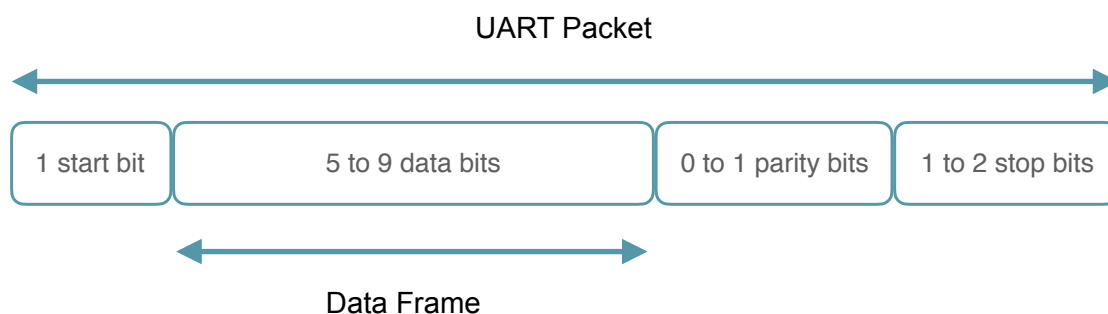 UART Packet
1 start bit
5 to 9 data bits
0 to 1 parity bits
1 to 2 stop bits
Data Frame